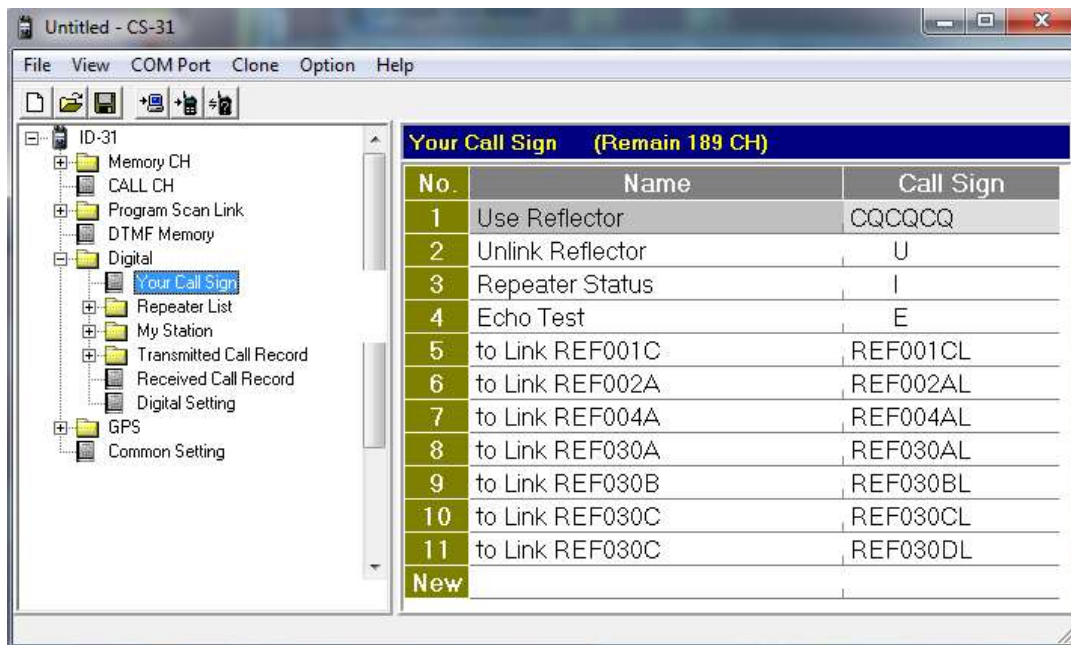 Untitled - CS-31
File View COM Port Clone Option Help
ID-31
Memory CH
CALL CH
Program Scan Link
DTMF Memory
Digital
Your Call Sign
Repeater List
My Station
Transmitted Call Record
Received Call Record
Digital Setting
GPS
Common Setting
Your Call Sign (Remain 189 CH)
No. Name Call Sign
1 Use Reflector CQCQCQ
2 Unlink Reflector U
3 Repeater Status I
4 Echo Test E
5 to Link REF001C REF001CL
6 to Link REF002A REF002AL
7 to Link REF004A REF004AL
8 to Link REF030A REF030AL
9 to Link REF030B REF030BL
10 to Link REF030C REF030CL
11 to Link REF030C REF030DL
New